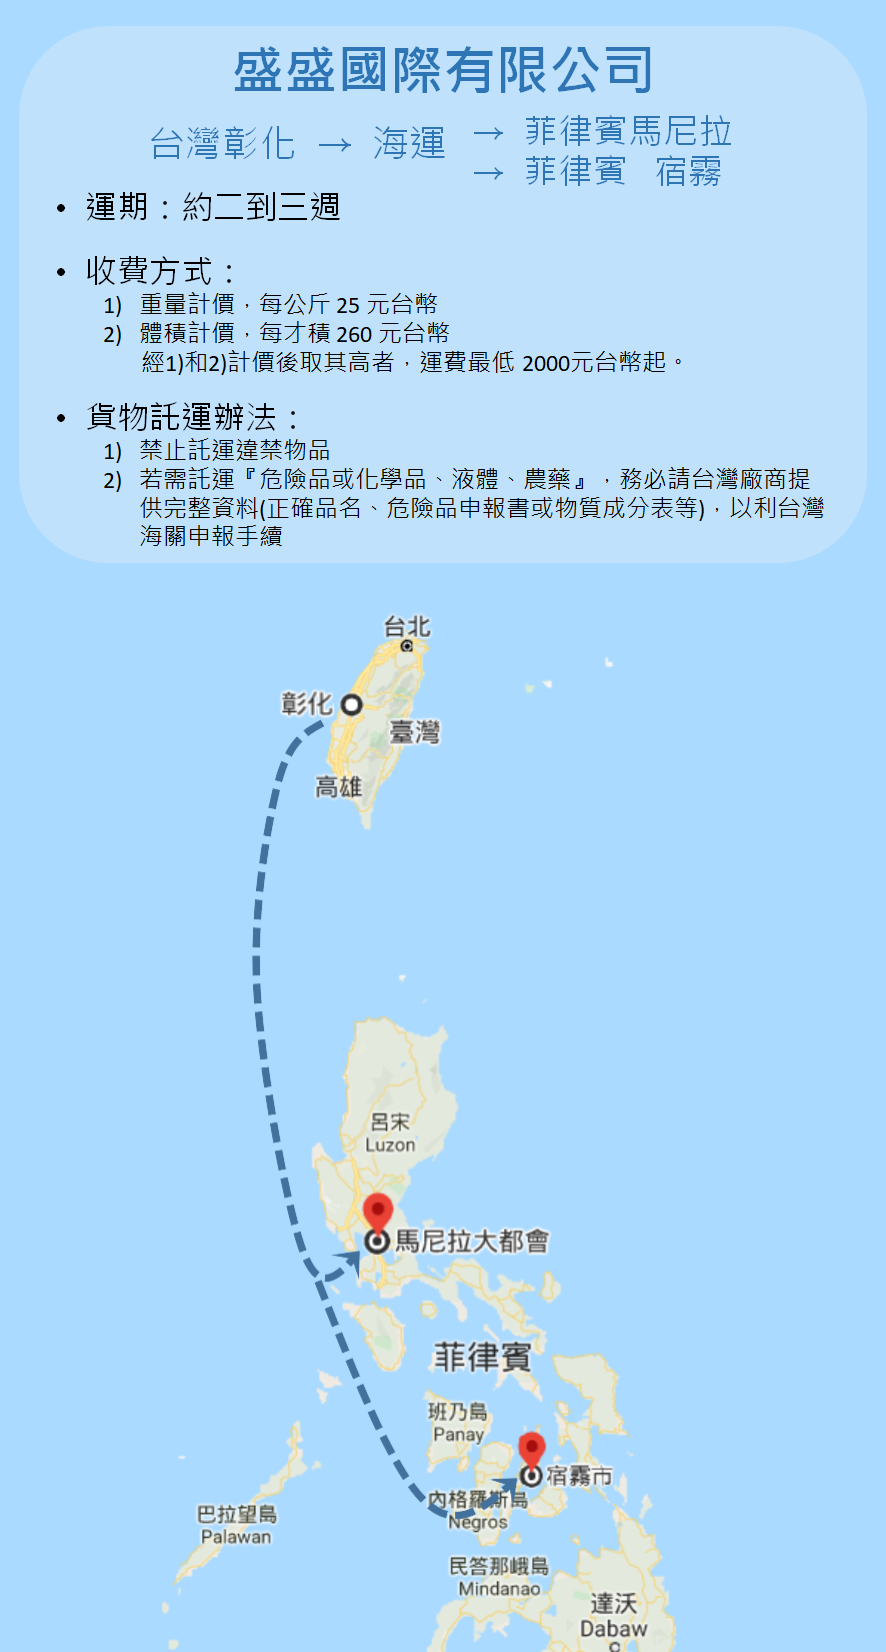 盛盛國際有限公司
台灣彰化 → 海運 → 菲律賓馬尼拉
→ 菲律賓 宿霧
• 運期：約二到三週
• 收費方式：
1) 重量計價，每公斤 25 元台幣
2) 體積計價，每才積 260 元台幣
經1)和2)計價後取其高者，運費最低 2000元台幣起。
• 貨物託運辦法：
1) 禁止託運違禁物品
2) 若需託運『危險品或化學品、液體、農藥』，務必請台灣廠商提
供完整資料(正確品名、危險品申報書或物質成分表等)，以利台灣
海關申報手續
台北
彰化
臺灣
高雄
呂宋
Luzon
馬尼拉大都會
菲律賓
班乃島
Panay
宿霧市
內格羅斯島
Negros
巴拉望島
Palawan
民答那峨島
Mindanao
達沃
Dabaw